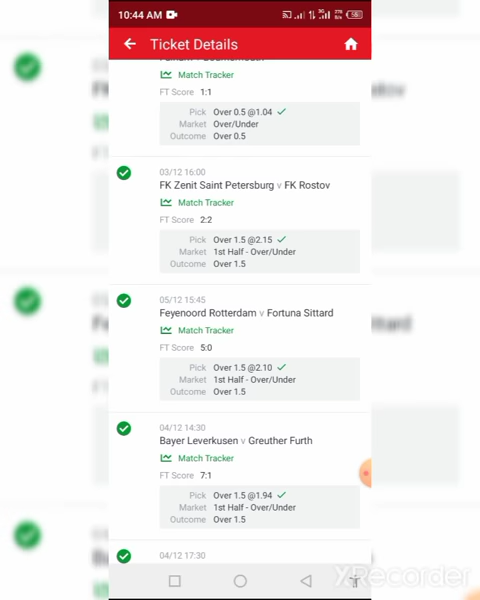 10:44 AM
Ticket Details
Match Tracker
FT Score 1:1
Pick Over 0.5 @1.04
Market Over/Under
Outcome Over 0.5
03/12 16:00
FK Zenit Saint Petersburg v FK Rostov
Match Tracker
FT Score 2:2
Pick Over 1.5 @2.15
Market 1st Half - Over/Under
Outcome Over 1.5
05/12 15:45
Feyenoord Rotterdam v Fortuna Sittard
Match Tracker
FT Score 5:0
Pick Over 1.5 @2.10
Market 1st Half - Over/Under
Outcome Over 1.5
04/12 14:30
Bayer Leverkusen v Greuther Furth
Match Tracker
FT Score 7:1
Pick Over 1.5 @1.94
Market 1st Half - Over/Under
Outcome Over 1.5
04/12 17:30
XRecorder